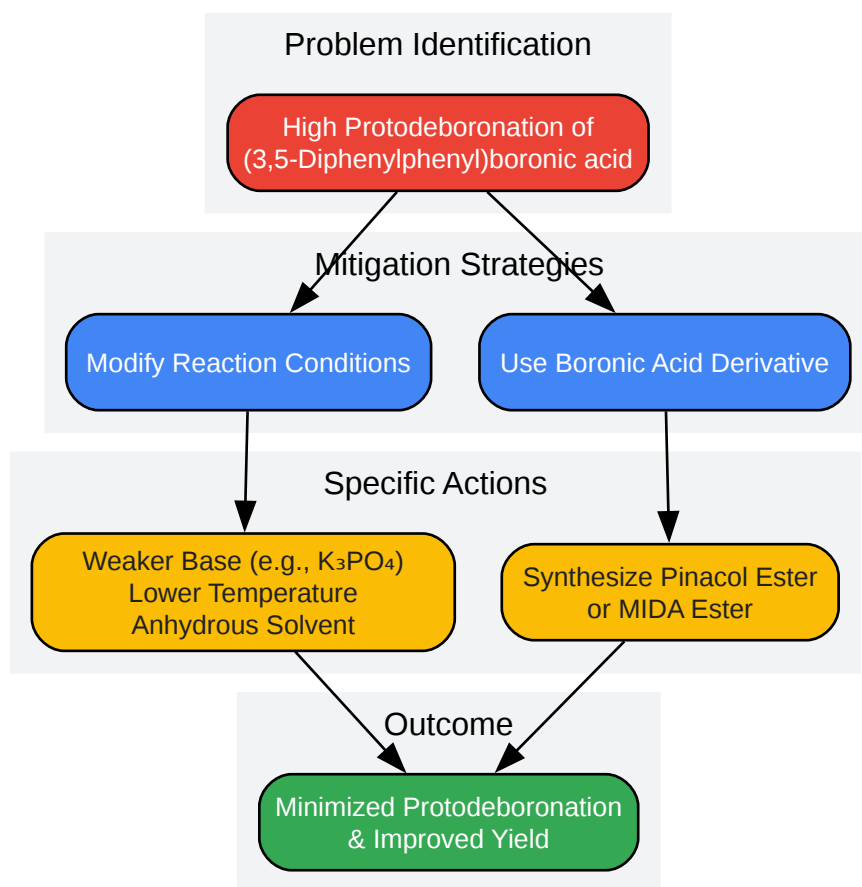 Problem Identification
High Protodeboronation of
(3,5-Diphenylphenyl)boronic acid
Mitigation Strategies
Modify Reaction Conditions
Use Boronic Acid Derivative
Specific Actions
Weaker Base (e.g., K₃PO₄)
Lower Temperature
Anhydrous Solvent
Synthesize Pinacol Ester
or MIDA Ester
Outcome
Minimized Protodeboronation
& Improved Yield